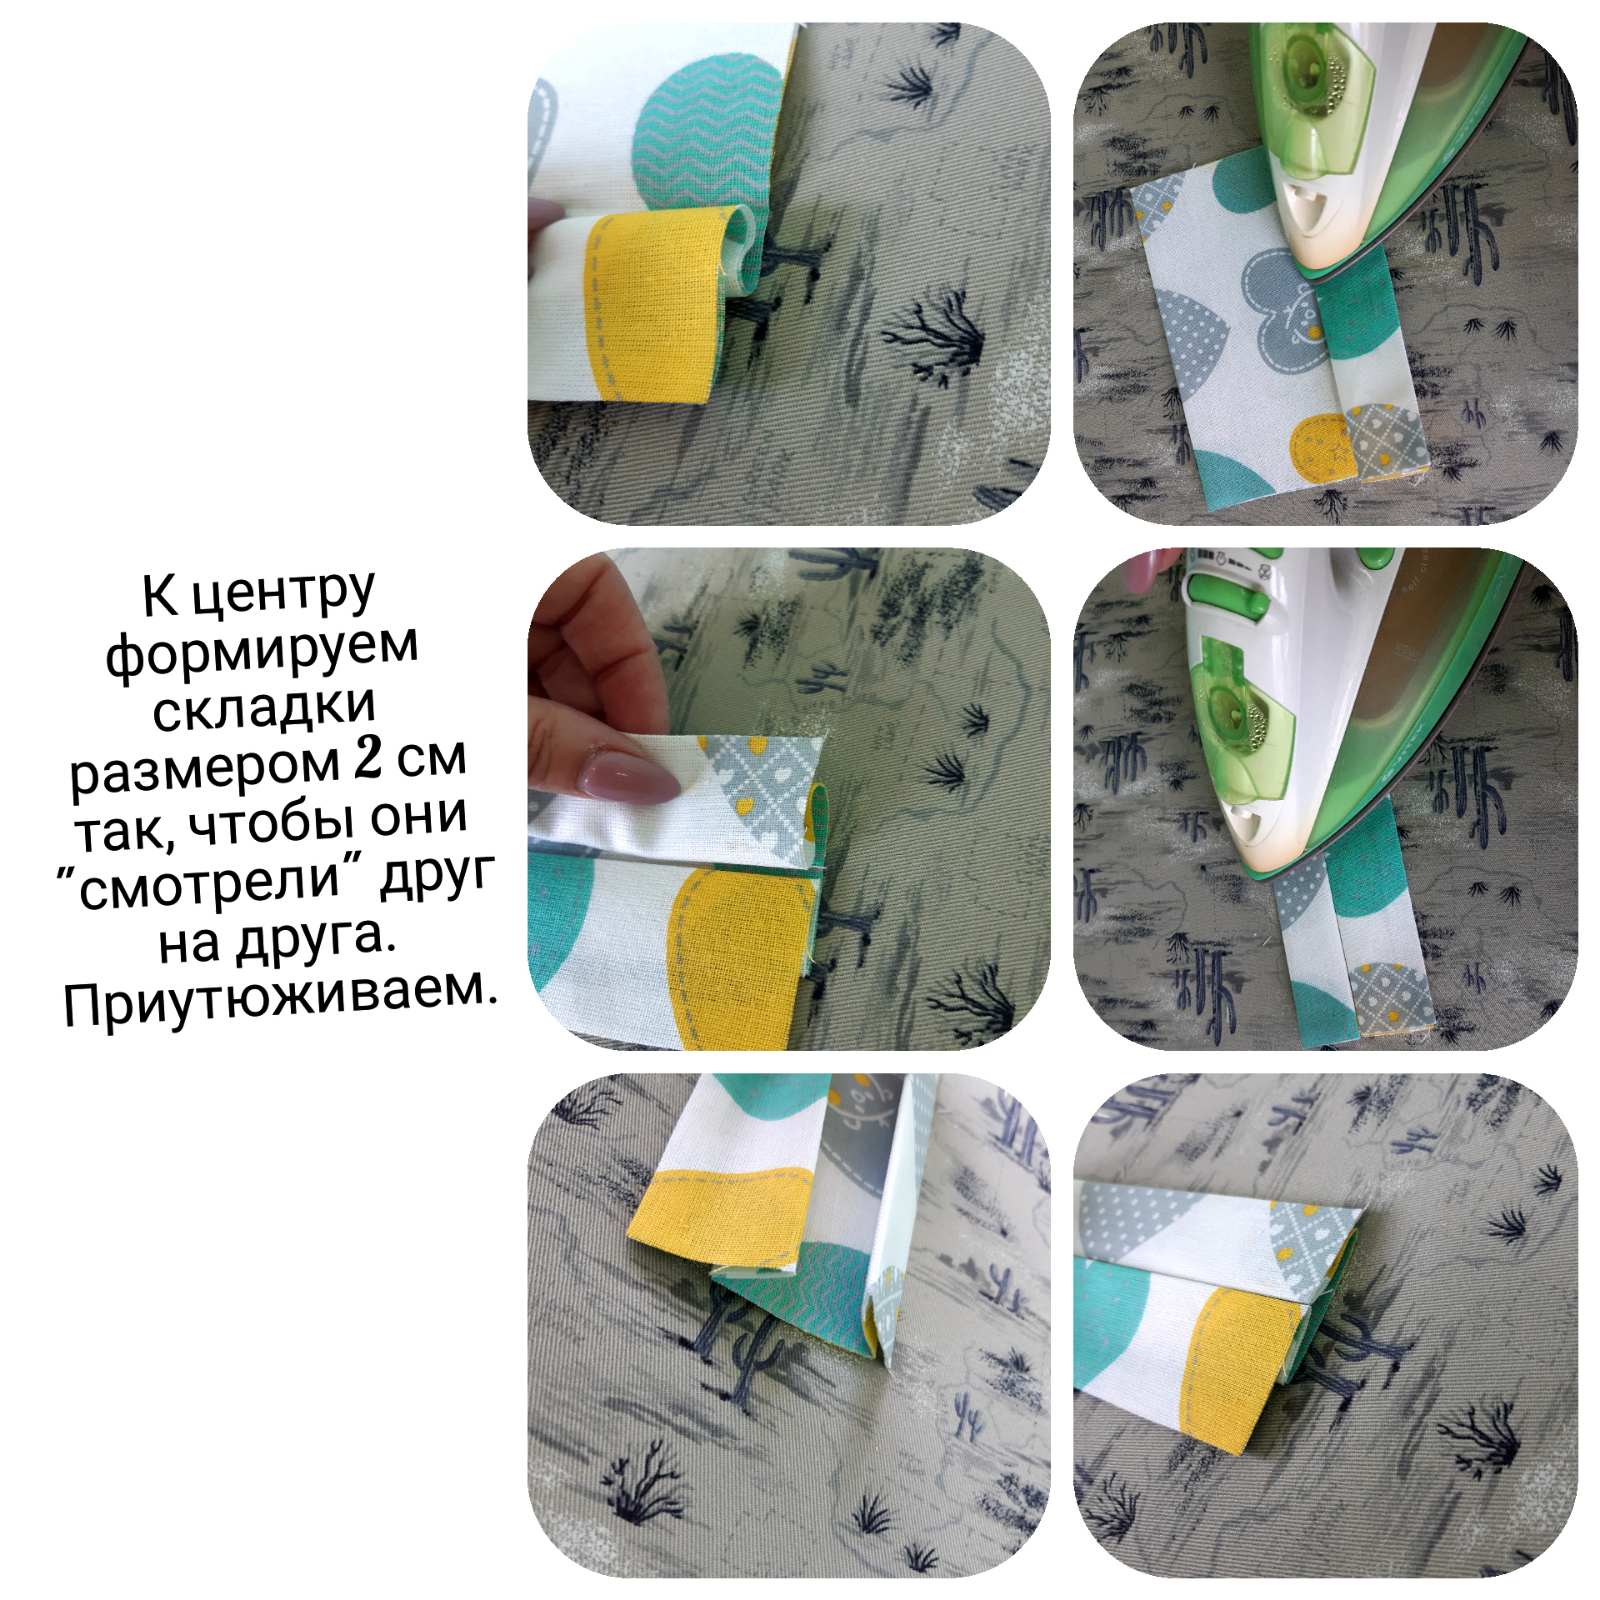 К центру
формируем
складки
размером 2 см
так, чтобы они
"смотрели" друг
на друга.
Приутюживаем.